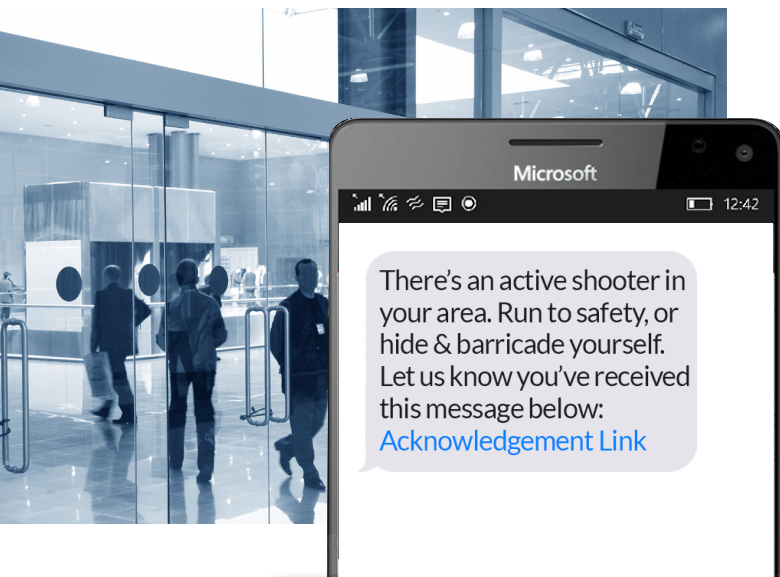 Microsoft
12:42
There's an active shooter in
your area. Run to safety, or
hide & barricade yourself.
Let us know you've received
this message below:
Acknowledgement Link